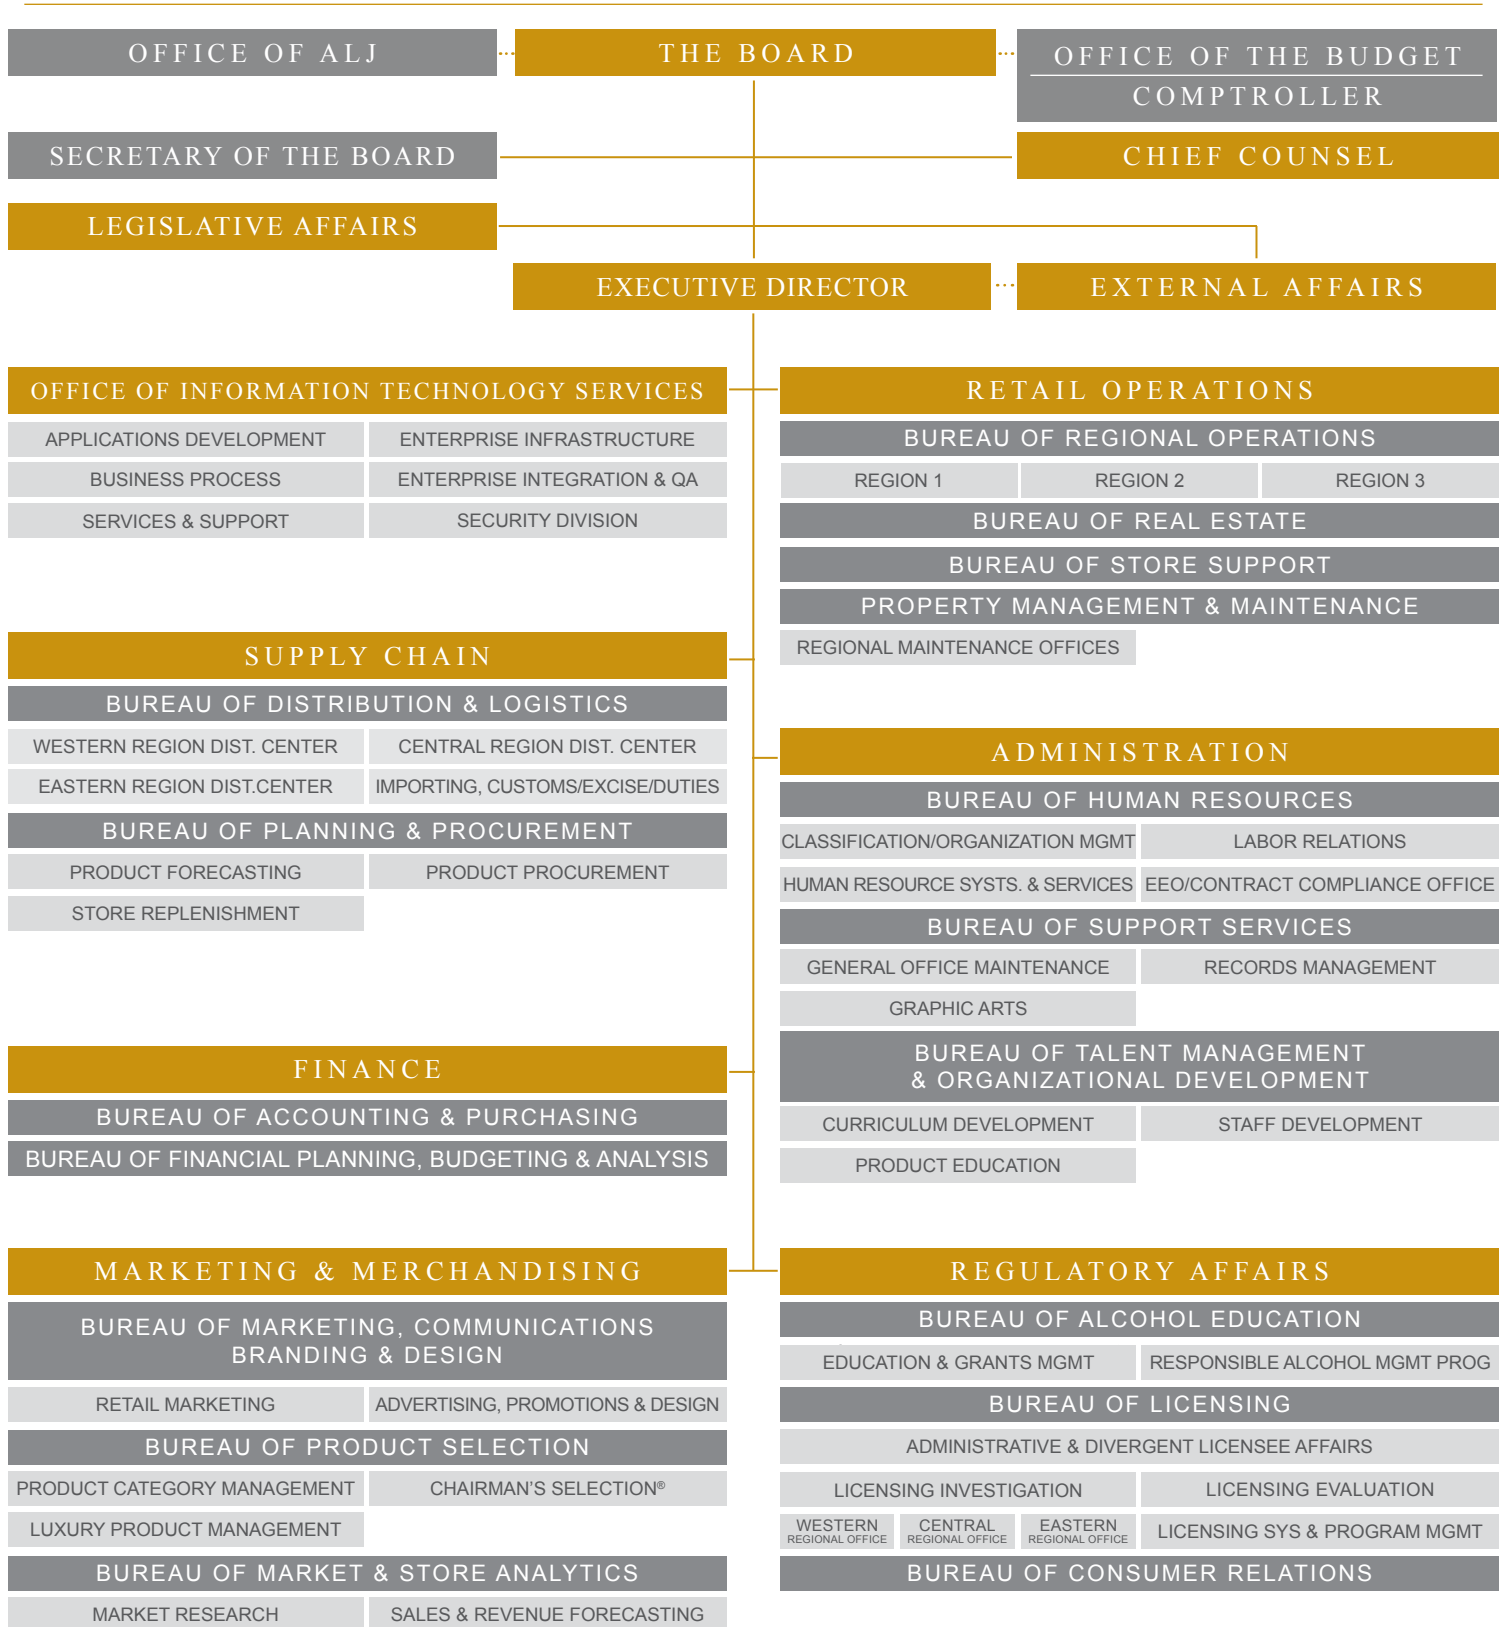 OFFICE OF ALJ
THE BOARD
OFFICE OF THE BUDGET
COMPTROLLER
SECRETARY OF THE BOARD
CHIEF COUNSEL
LEGISLATIVE AFFAIRS
EXECUTIVE DIRECTOR
EXTERNAL AFFAIRS
OFFICE OF INFORMATION TECHNOLOGY SERVICES
APPLICATIONS DEVELOPMENT
ENTERPRISE INFRASTRUCTURE
BUSINESS PROCESS
ENTERPRISE INTEGRATION & QA
SERVICES & SUPPORT
SECURITY DIVISION
RETAIL OPERATIONS
BUREAU OF REGIONAL OPERATIONS
REGION 1
REGION 2
REGION 3
BUREAU OF REAL ESTATE
BUREAU OF STORE SUPPORT
PROPERTY MANAGEMENT & MAINTENANCE
REGIONAL MAINTENANCE OFFICES
SUPPLY CHAIN
BUREAU OF DISTRIBUTION & LOGISTICS
WESTERN REGION DIST. CENTER
CENTRAL REGION DIST. CENTER
EASTERN REGION DIST.CENTER
IMPORTING, CUSTOMS/EXCISE/DUTIES
BUREAU OF PLANNING & PROCUREMENT
PRODUCT FORECASTING
PRODUCT PROCUREMENT
STORE REPLENISHMENT
ADMINISTRATION
BUREAU OF HUMAN RESOURCES
CLASSIFICATION/ORGANIZATION MGMT
LABOR RELATIONS
HUMAN RESOURCE SYSTS. & SERVICES
EEO/CONTRACT COMPLIANCE OFFICE
BUREAU OF SUPPORT SERVICES
GENERAL OFFICE MAINTENANCE
RECORDS MANAGEMENT
GRAPHIC ARTS
BUREAU OF TALENT MANAGEMENT
& ORGANIZATIONAL DEVELOPMENT
CURRICULUM DEVELOPMENT
STAFF DEVELOPMENT
PRODUCT EDUCATION
FINANCE
BUREAU OF ACCOUNTING & PURCHASING
BUREAU OF FINANCIAL PLANNING, BUDGETING & ANALYSIS
MARKETING & MERCHANDISING
BUREAU OF MARKETING, COMMUNICATIONS
BRANDING & DESIGN
RETAIL MARKETING
ADVERTISING, PROMOTIONS & DESIGN
BUREAU OF PRODUCT SELECTION
PRODUCT CATEGORY MANAGEMENT
CHAIRMAN'S SELECTION®
LUXURY PRODUCT MANAGEMENT
BUREAU OF MARKET & STORE ANALYTICS
MARKET RESEARCH
SALES & REVENUE FORECASTING
REGULATORY AFFAIRS
BUREAU OF ALCOHOL EDUCATION
EDUCATION & GRANTS MGMT
RESPONSIBLE ALCOHOL MGMT PROG
BUREAU OF LICENSING
ADMINISTRATIVE & DIVERGENT LICENSEE AFFAIRS
LICENSING INVESTIGATION
LICENSING EVALUATION
WESTERN
REGIONAL OFFICE
CENTRAL
REGIONAL OFFICE
EASTERN
REGIONAL OFFICE
LICENSING SYS & PROGRAM MGMT
BUREAU OF CONSUMER RELATIONS